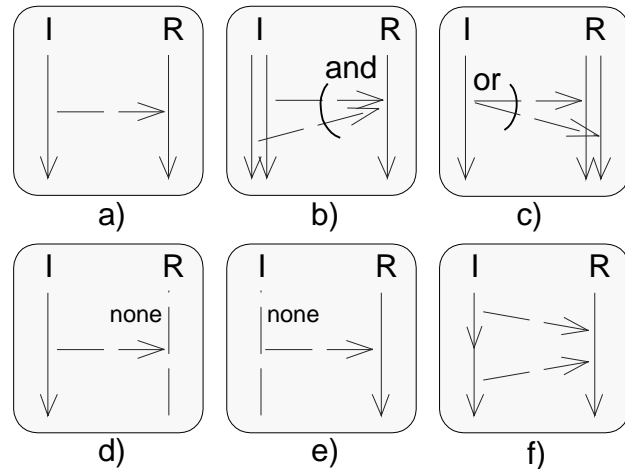 I R
I R
I R
and
or
a)
b)
c)
I R
I R
I R
none
none
d)
e)
f)